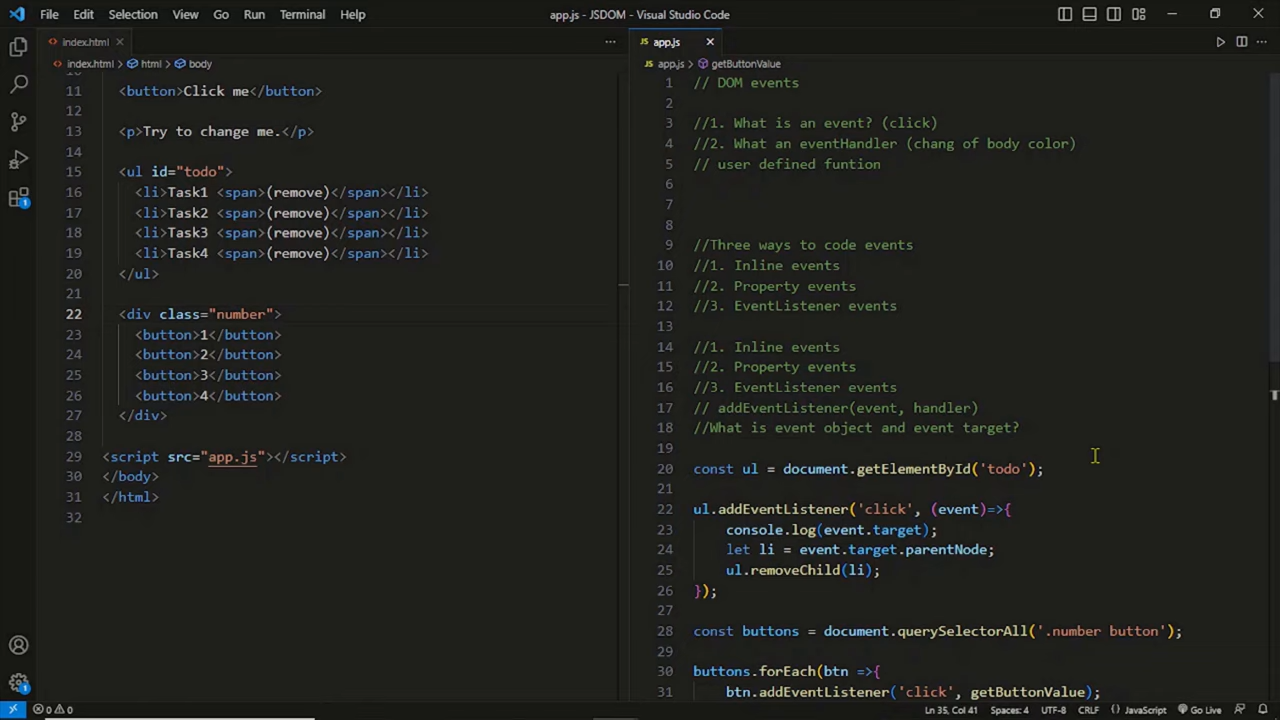 File Edit Selection View Go Run Terminal Help
app.js - JSDOM - Visual Studio Code
index.html
index.html > html > body
11 <button>Click me</button>
12
13 <p>Try to change me.</p>
14
15 <ul id="todo">
16 <li>Task1 <span>(remove)</span></li>
17 <li>Task2 <span>(remove)</span></li>
18 <li>Task3 <span>(remove)</span></li>
19 <li>Task4 <span>(remove)</span></li>
20 </ul>
21
22 <div class="number">
23 <button>1</button>
24 <button>2</button>
25 <button>3</button>
26 <button>4</button>
27 </div>
28
29 <script src="app.js"></script>
30 </body>
31 </html>
32
JS app.js
JS app.js > getButtonValue
1 // DOM events
2
3 //1. What is an event? (click)
4 //2. What an eventHandler (chang of body color)
5 // user defined funtion
6
7
8
9 //Three ways to code events
10 //1. Inline events
11 //2. Property events
12 //3. EventListener events
13
14 //1. Inline events
15 //2. Property events
16 //3. EventListener events
17 // addEventListener(event, handler)
18 //What is event object and event target?
19
20 const ul = document.getElementById('todo');
21
22 ul.addEventListener('click', (event)=>{
23 console.log(event.target);
24 let li = event.target.parentNode;
25 ul.removeChild(li);
26 });
27
28 const buttons = document.querySelectorAll('.number button');
29
30 buttons.forEach(btn =>{
31 btn.addEventListener('click', getButtonValue);
1
1
0 0 Ln 35, Col 41 Spaces: 4 UTF-8 CRLF {} JavaScript Go Live